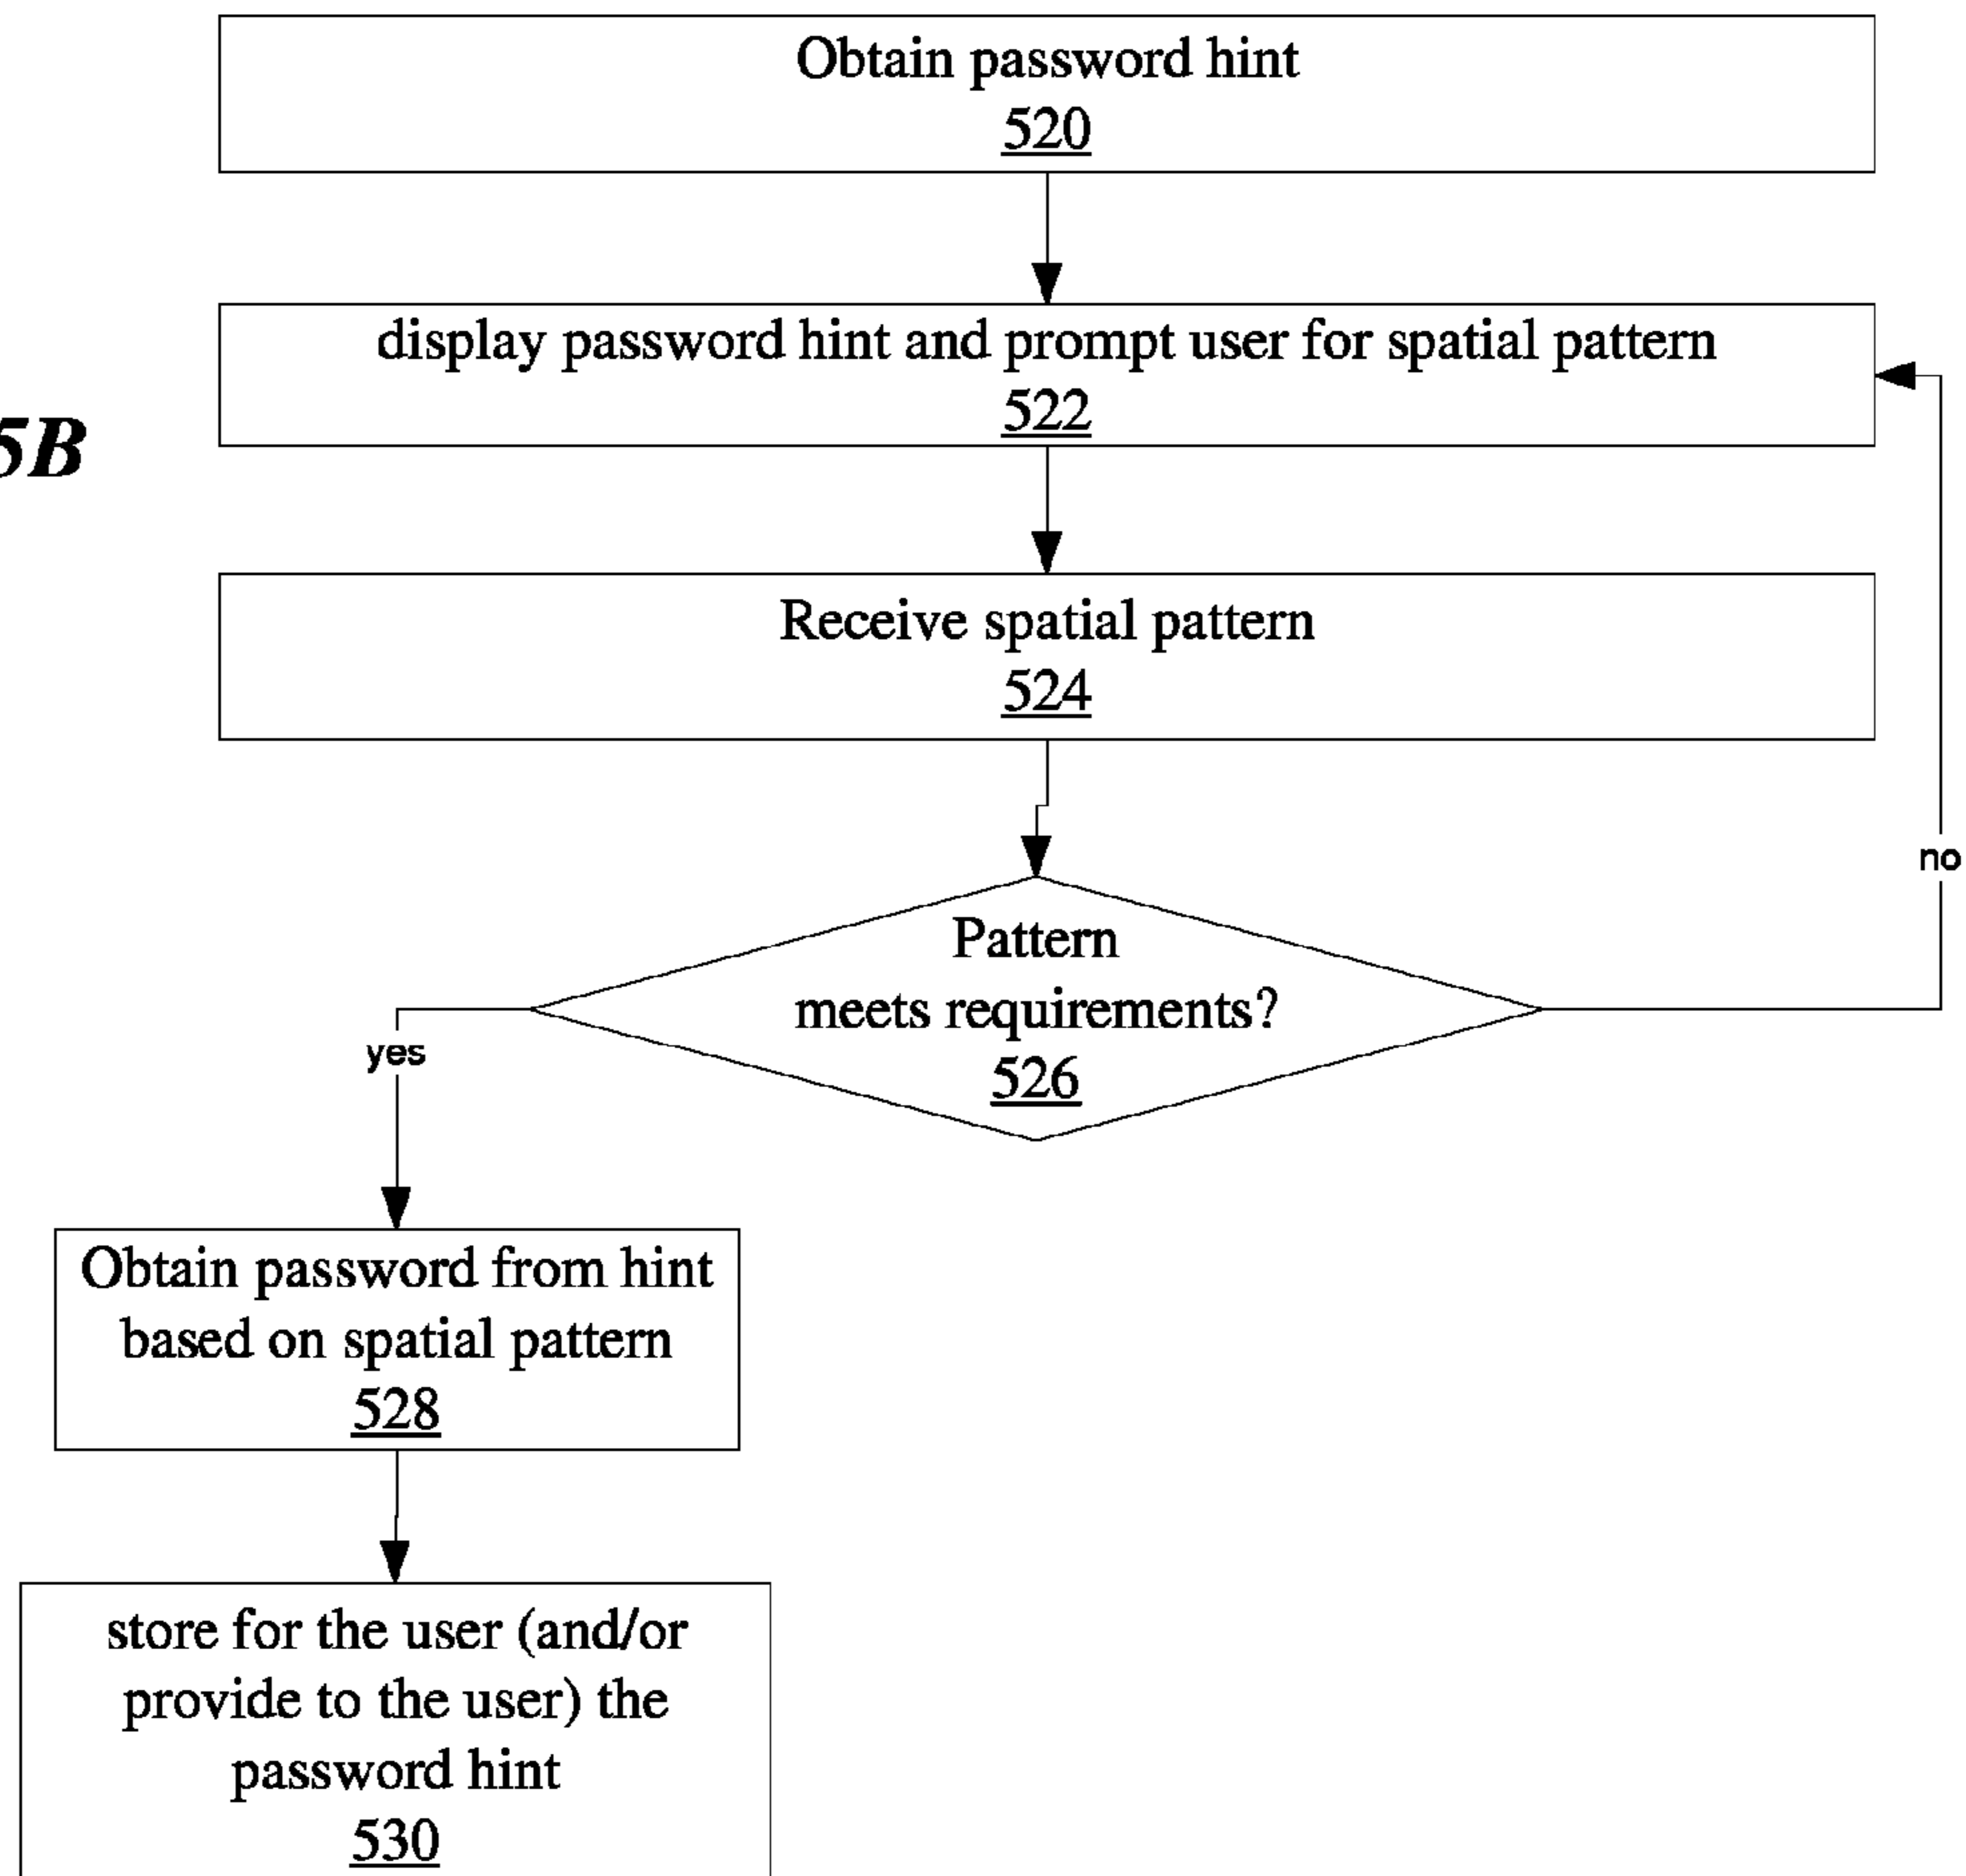 Obtain password hint
520
display password hint and prompt user for spatial pattern
522
5B
Receive spatial pattern
524
no
Pattern
meets requirements?
526
yes
Obtain password from hint
based on spatial pattern
528
store for the user (and/or
provide to the user) the
password hint
530